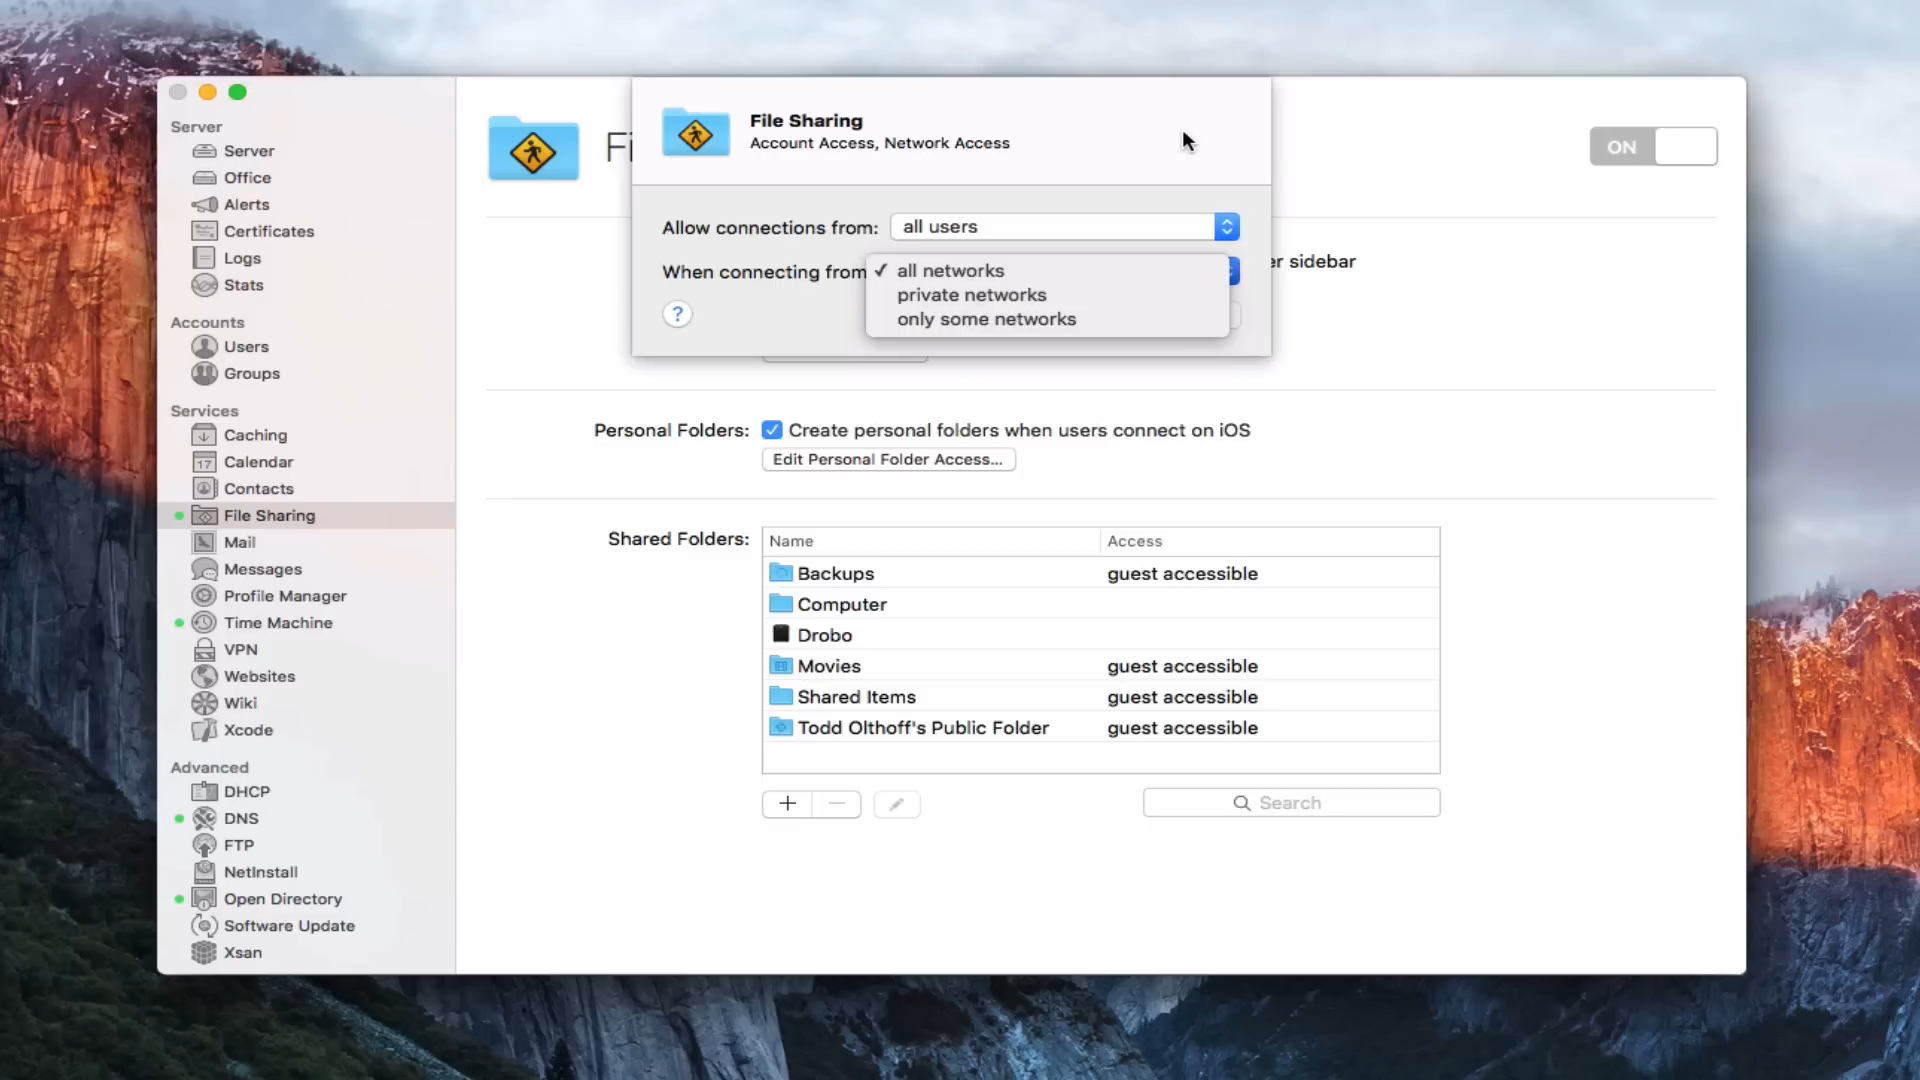 Server
Server
Office
Alerts
Certificates
Logs
Stats
Accounts
Users
Groups
Services
Caching
17 Calendar
Contacts
File Sharing
Mail
Messages
Profile Manager
Time Machine
VPN
Websites
Wiki
Xcode
Advanced
DHCP
DNS
FTP
NetInstall
Open Directory
Software Update
Xsan
Fi
ON
File Sharing
Account Access, Network Access
Allow connections from: all users
When connecting from
✓ all networks
private networks
only some networks
?
er sidebar
Personal Folders: Create personal folders when users connect on iOS
Edit Personal Folder Access...
Shared Folders:
Name Access
Backups guest accessible
Computer
Drobo
Movies guest accessible
Shared Items guest accessible
Todd Olthoff's Public Folder guest accessible
+ − Search